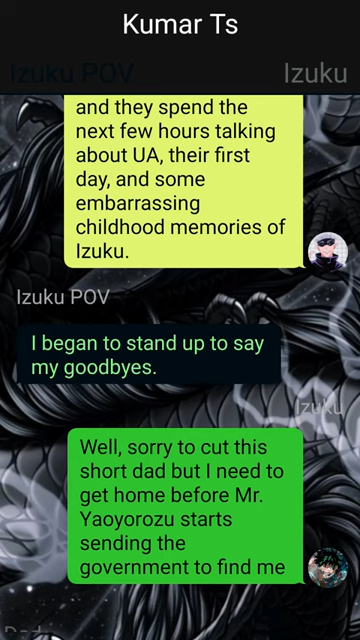 Kumar Ts
Izuku POV
Izuku
and they spend the
next few hours talking
about UA, their first
day, and some
embarrassing
childhood memories of
Izuku.
Izuku POV
I began to stand up to say
my goodbyes.
Izuku
Well, sorry to cut this
short dad but I need to
get home before Mr.
Yaoyorozu starts
sending the
government to find me